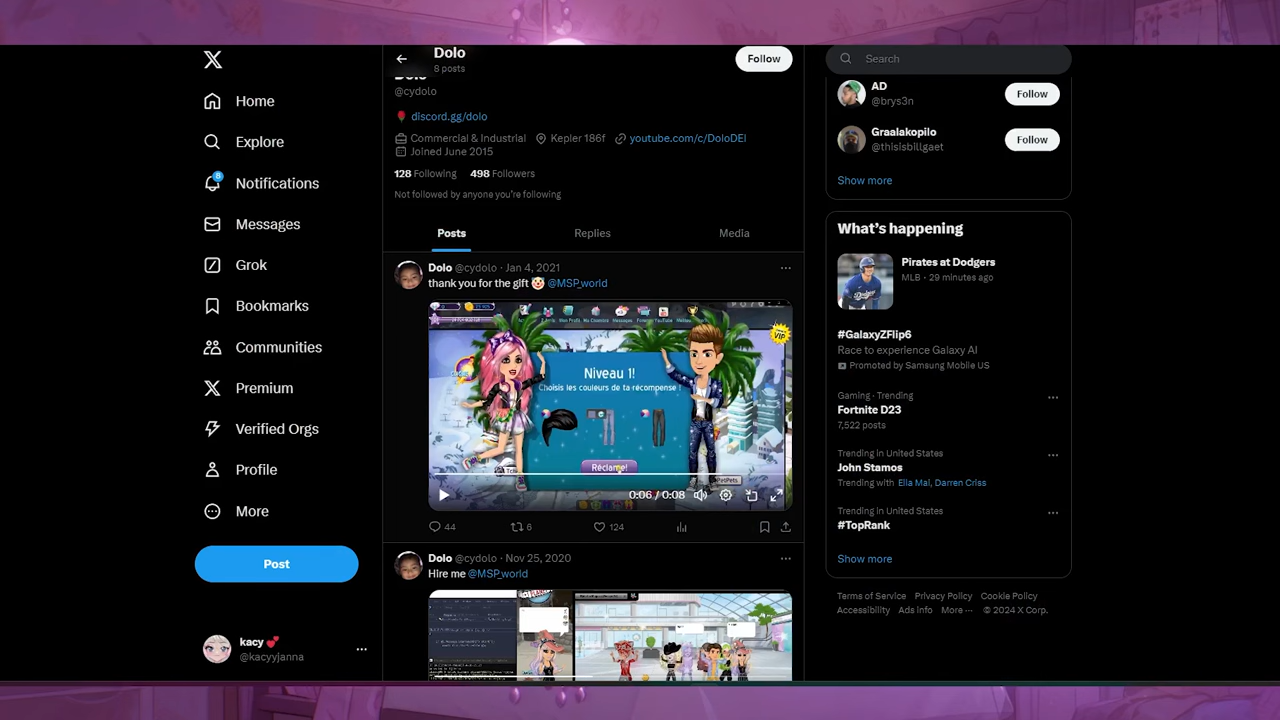 Home
Explore
8
Notifications
Messages
Grok
Bookmarks
Communities
Premium
Verified Orgs
Profile
More
Post
kacy 💕
@kacyyjanna
Dolo
8 posts
Follow
Dolo
@cydolo
🌹 discord.gg/dolo
Commercial & Industrial Kepler 186f youtube.com/c/DoloDEl
Joined June 2015
128 Following 498 Followers
Not followed by anyone you're following
Posts Replies Media
Dolo @cydolo · Jan 4, 2021
thank you for the gift 🤡 @MSP_world
VIP
Niveau 1!
Choisis les couleurs de ta récompense !
Réclame!
PetPets
0:06 / 0:08
44 6 124
Dolo @cydolo · Nov 25, 2020
Hire me @MSP_world
Search
AD
@brys3n
Follow
Graalakopilo
@thisisbillgaet
Follow
Show more
What's happening
Pirates at Dodgers
MLB · 29 minutes ago
#GalaxyZFlip6
Race to experience Galaxy AI
Promoted by Samsung Mobile US
Gaming · Trending
Fortnite D23
7,522 posts
Trending in United States
John Stamos
Trending with Ella Mai, Darren Criss
Trending in United States
#TopRank
Show more
Terms of Service Privacy Policy Cookie Policy
Accessibility Ads info More ··· © 2024 X Corp.